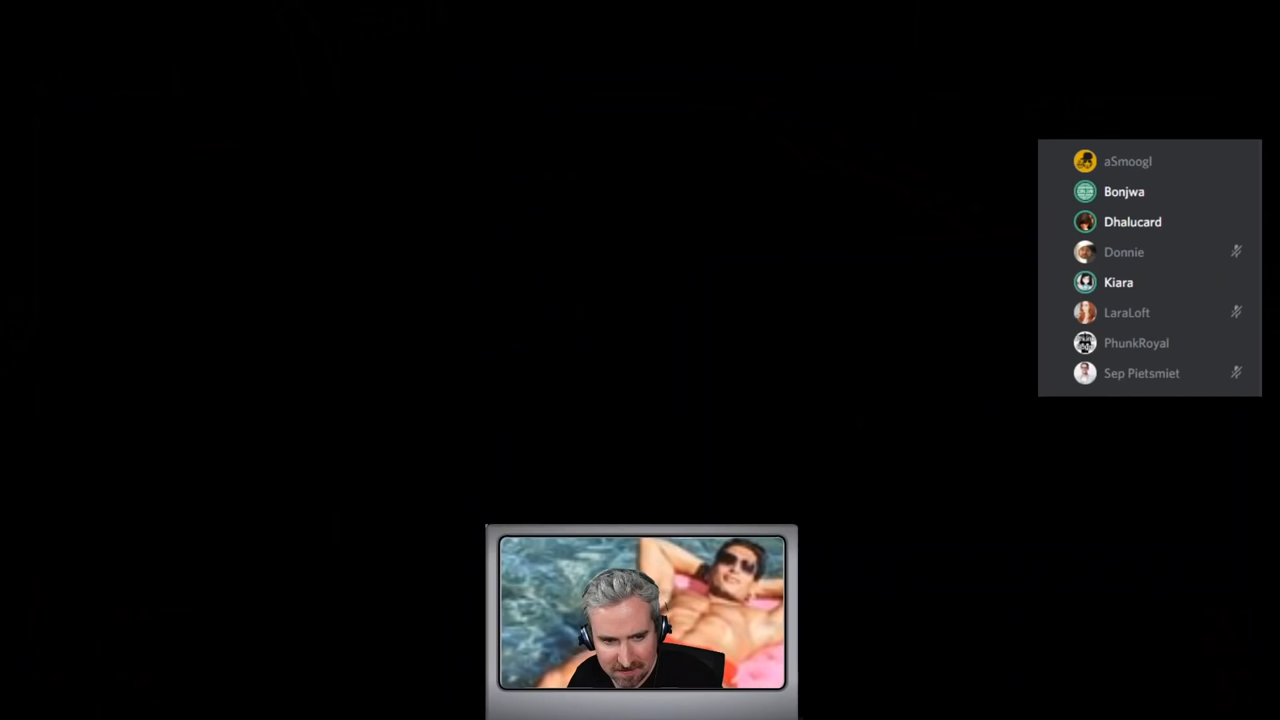 aSmoogl
Bonjwa
Dhalucard
Donnie
Kiara
LaraLoft
PhunkRoyal
Sep Pietsmiet